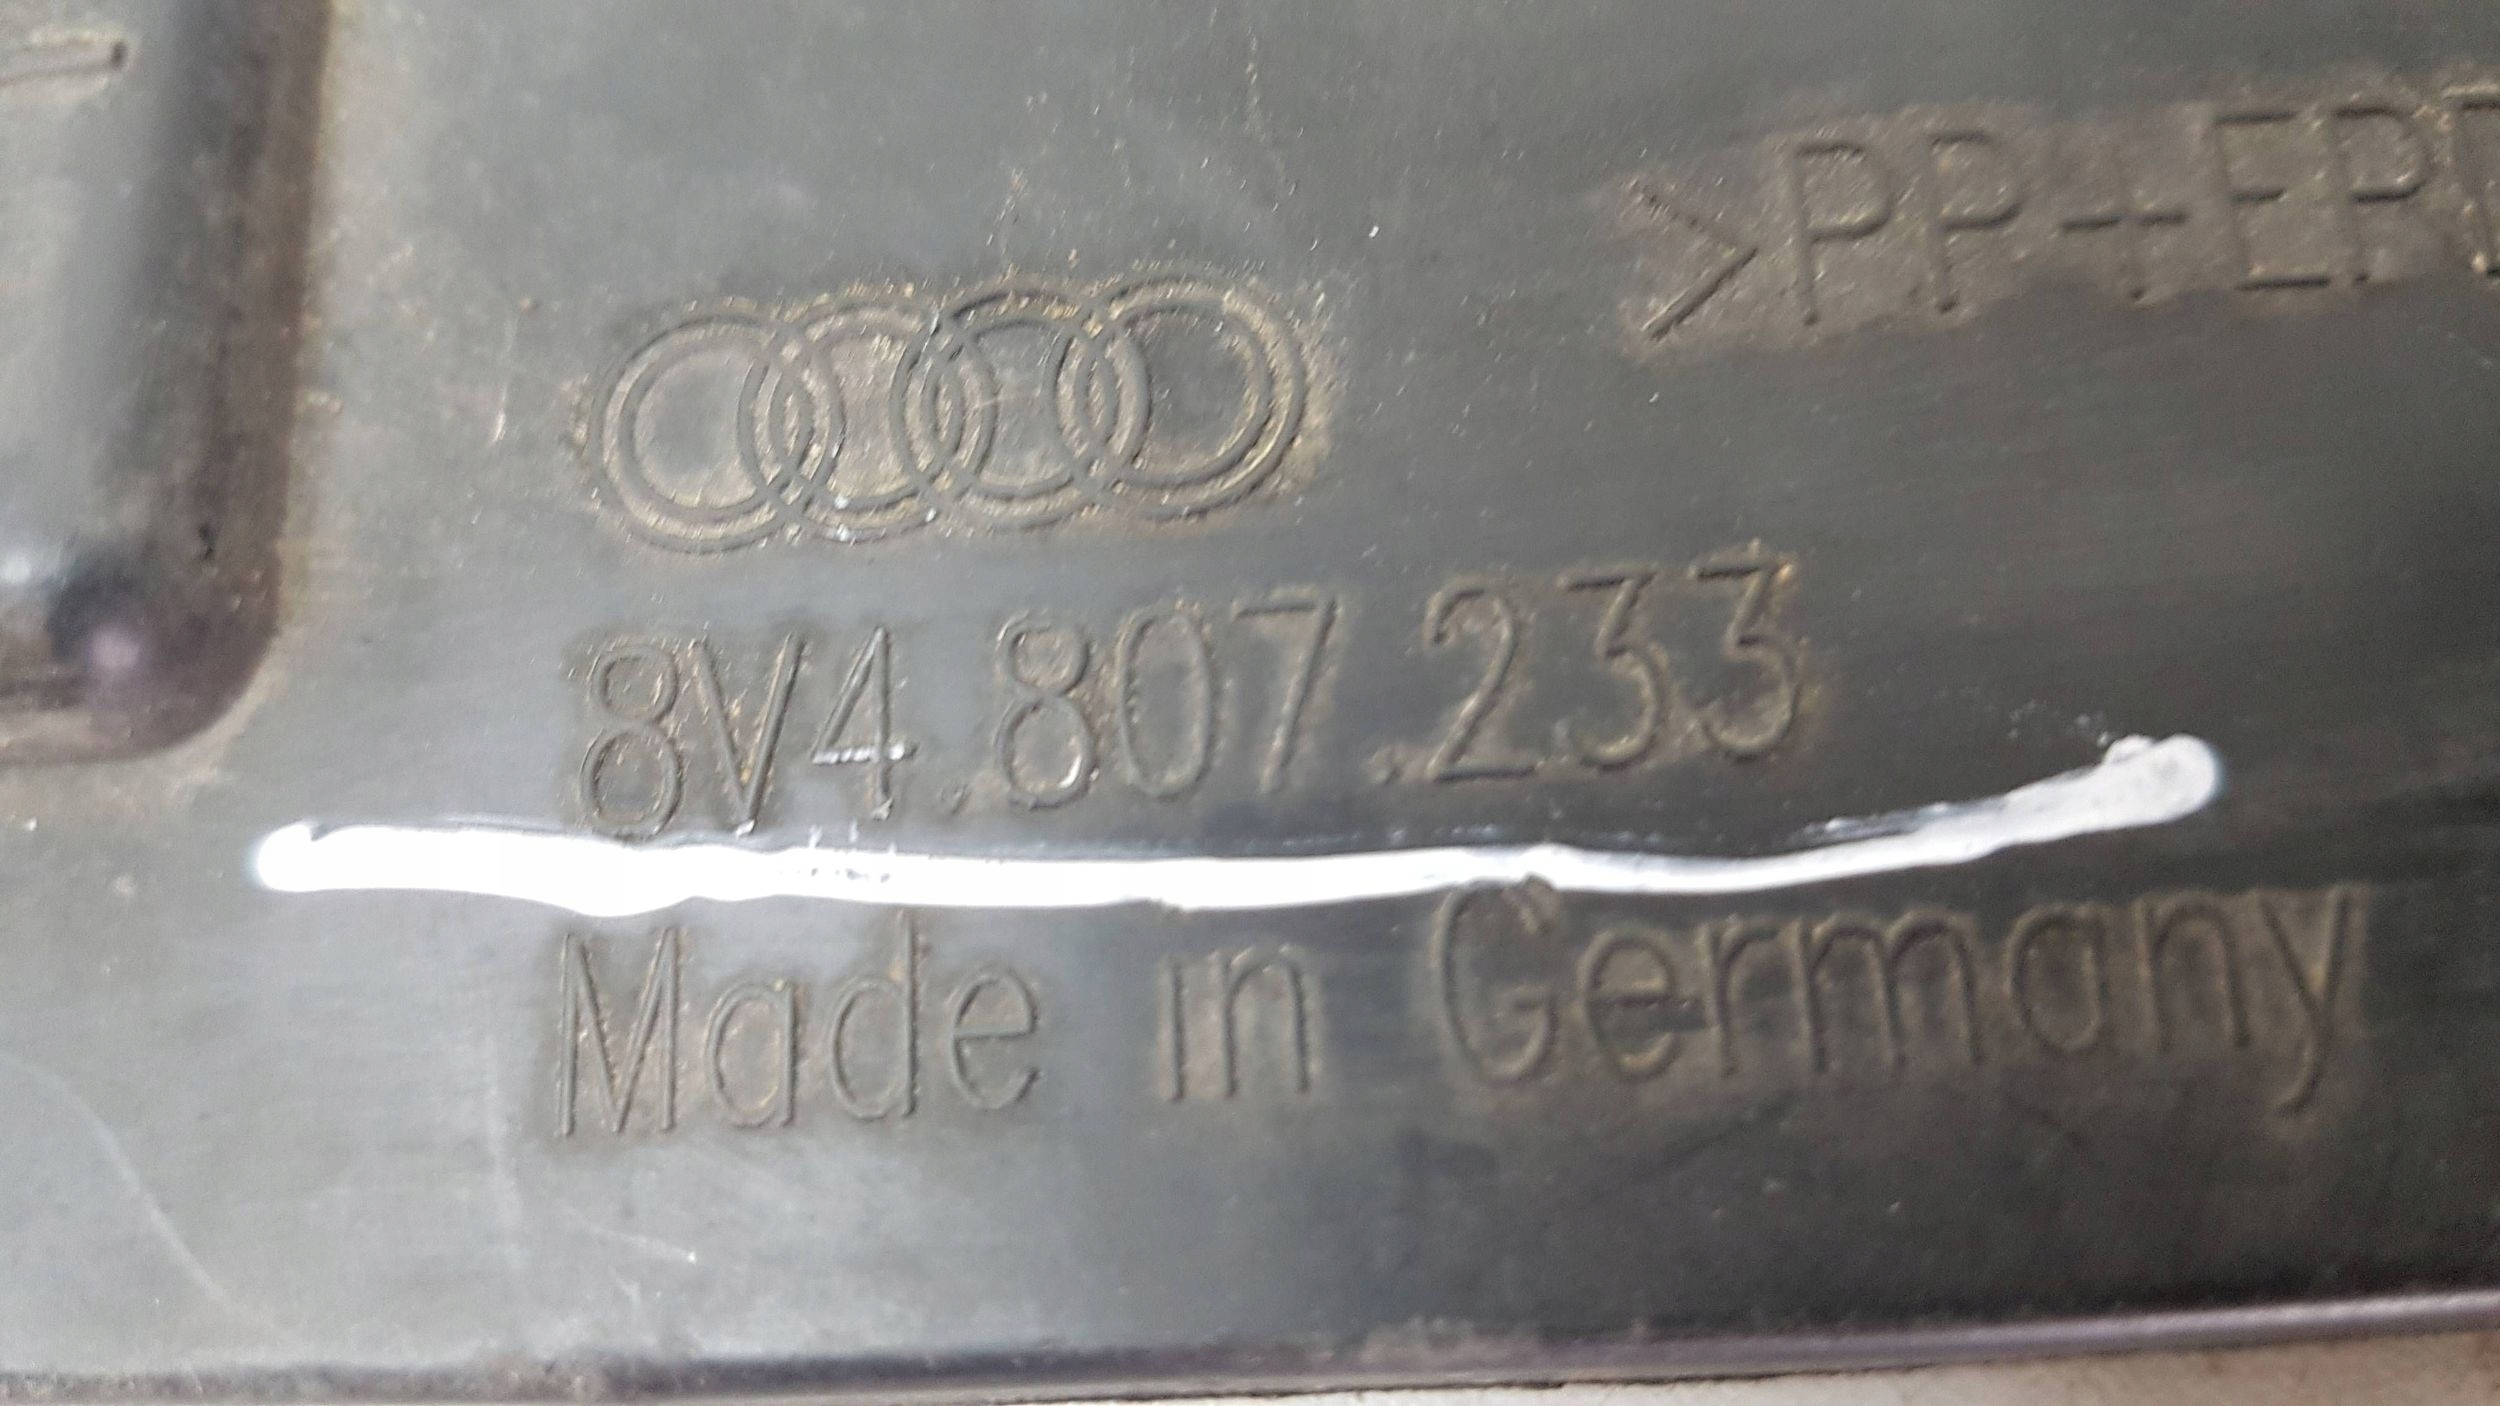 >PP+EP
8V4.807.233
Made in Germany